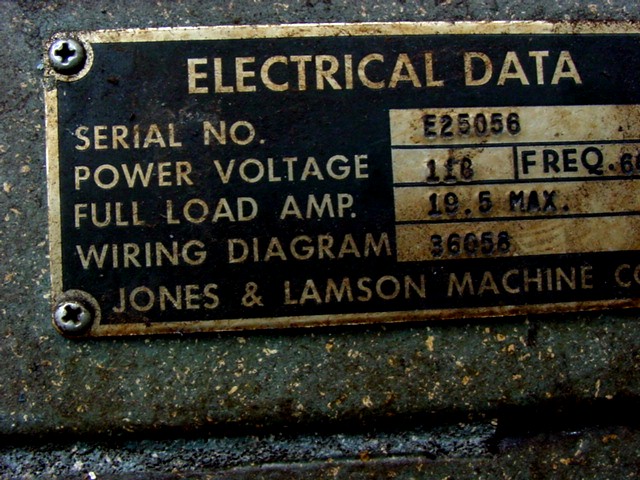 ELECTRICAL DATA
SERIAL NO. E25056
POWER VOLTAGE FREQ.
FULL LOAD AMP. 19.5 MAX.
WIRING DIAGRAM 36058
JONES & LAMSON MACHINE